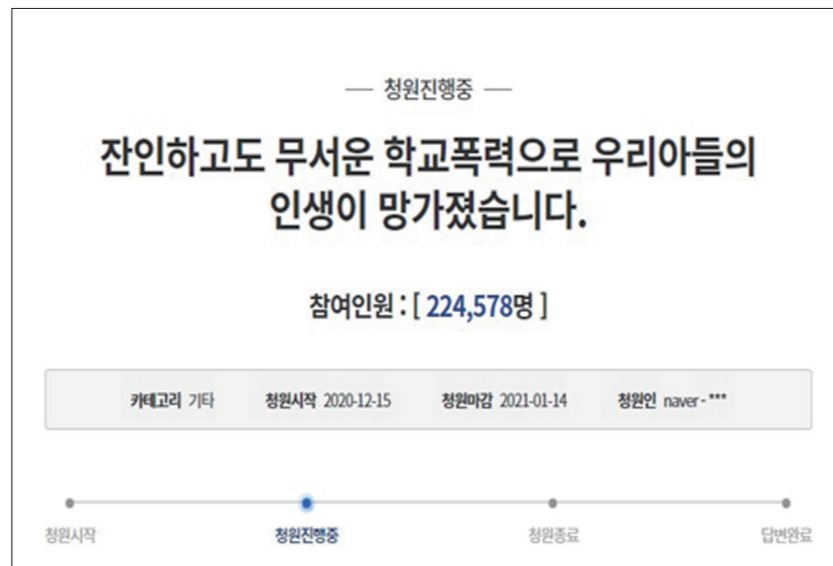 — 청원진행중 —
잔인하고도 무서운 학교폭력으로 우리아들의
인생이 망가졌습니다.
참여인원 : [ 224,578명 ]
카테고리 기타 청원시작 2020-12-15 청원마감 2021-01-14 청원인 naver - ***
청원시작 청원진행중 청원종료 답변완료